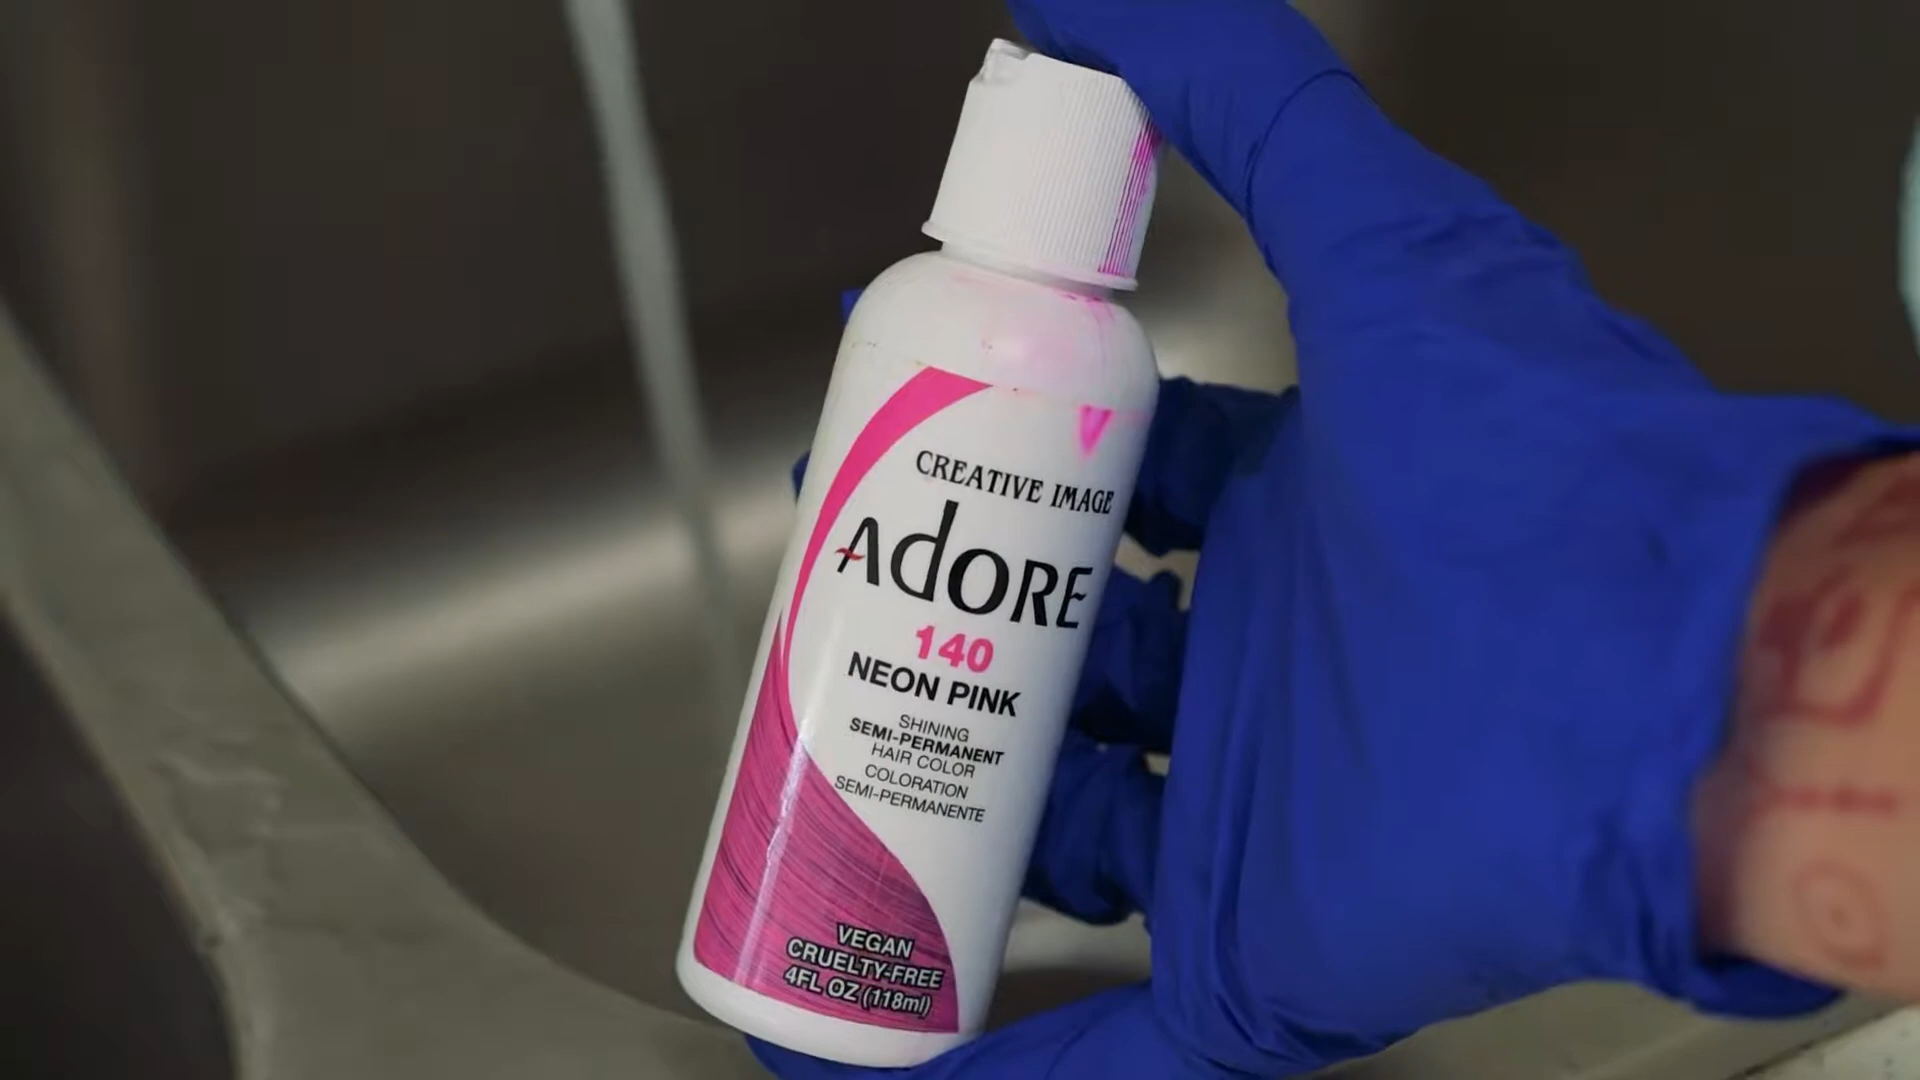 CREATIVE IMAGE
ADORE
140
NEON PINK
SHINING
SEMI-PERMANENT
HAIR COLOR
COLORATION
SEMI-PERMANENTE
VEGAN
CRUELTY-FREE
4FL OZ (118ml)